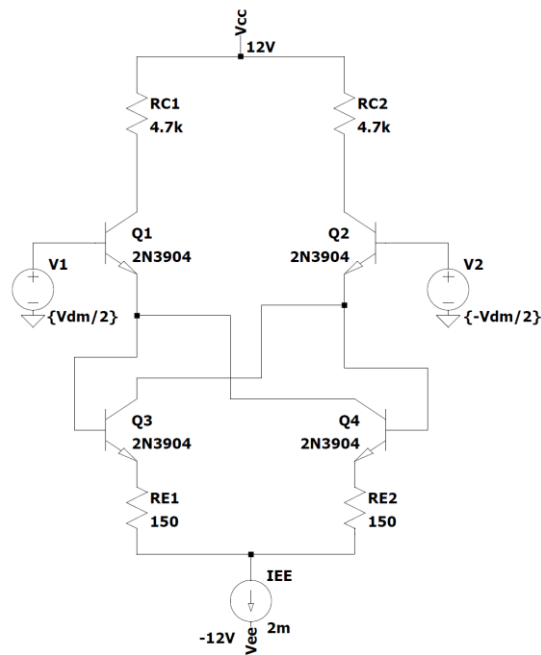 Vcc
12V
RC1
4.7k
RC2
4.7k
Q1
2N3904
Q2
2N3904
V1
{Vdm/2}
V2
{-Vdm/2}
Q3
2N3904
Q4
2N3904
RE1
150
RE2
150
IEE
2m
-12V
Vee